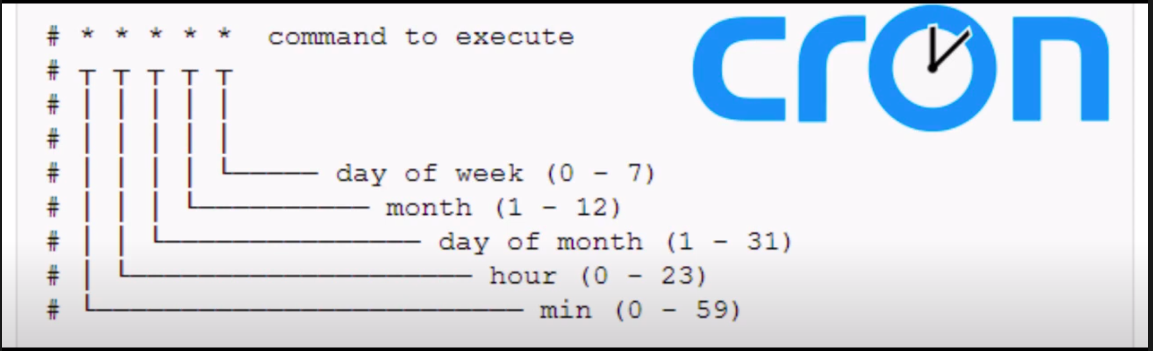 # * * * * * command to execute
cron
# ┬ ┬ ┬ ┬ ┬
# │ │ │ │ │
# │ │ │ │ │
# │ │ │ │ └───── day of week (0 - 7)
# │ │ │ └────────── month (1 - 12)
# │ │ └─────────────── day of month (1 - 31)
# │ └──────────────────── hour (0 - 23)
# └───────────────────────── min (0 - 59)